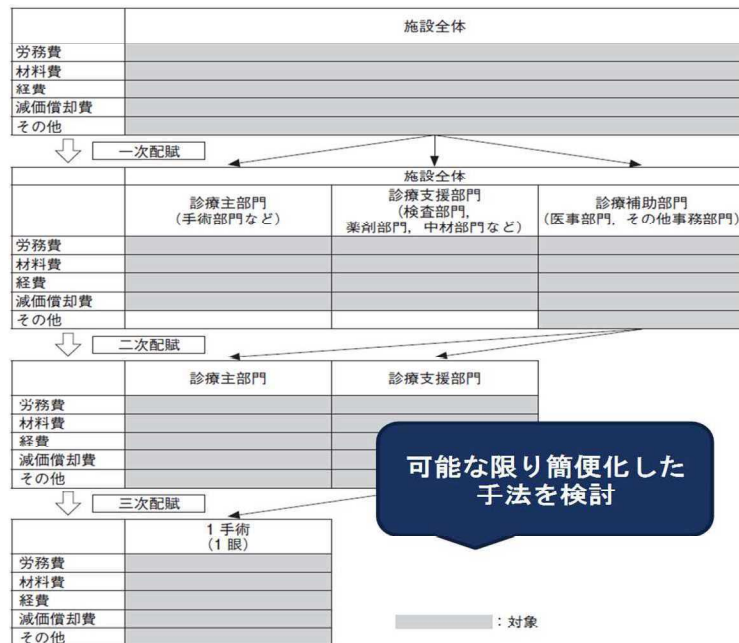 施設全体
労務費
材料費
経費
減価償却費
その他
一次配賦
施設全体
診療主部門
（手術部門など）
診療支援部門
（検査部門，
薬剤部門，中材部門など）
診療補助部門
（医事部門，その他事務部門）
労務費
材料費
経費
減価償却費
その他
二次配賦
診療主部門
診療支援部門
労務費
材料費
経費
減価償却費
その他
可能な限り簡便化した
手法を検討
三次配賦
1 手術
（1 眼）
労務費
材料費
経費
減価償却費
その他
：対象